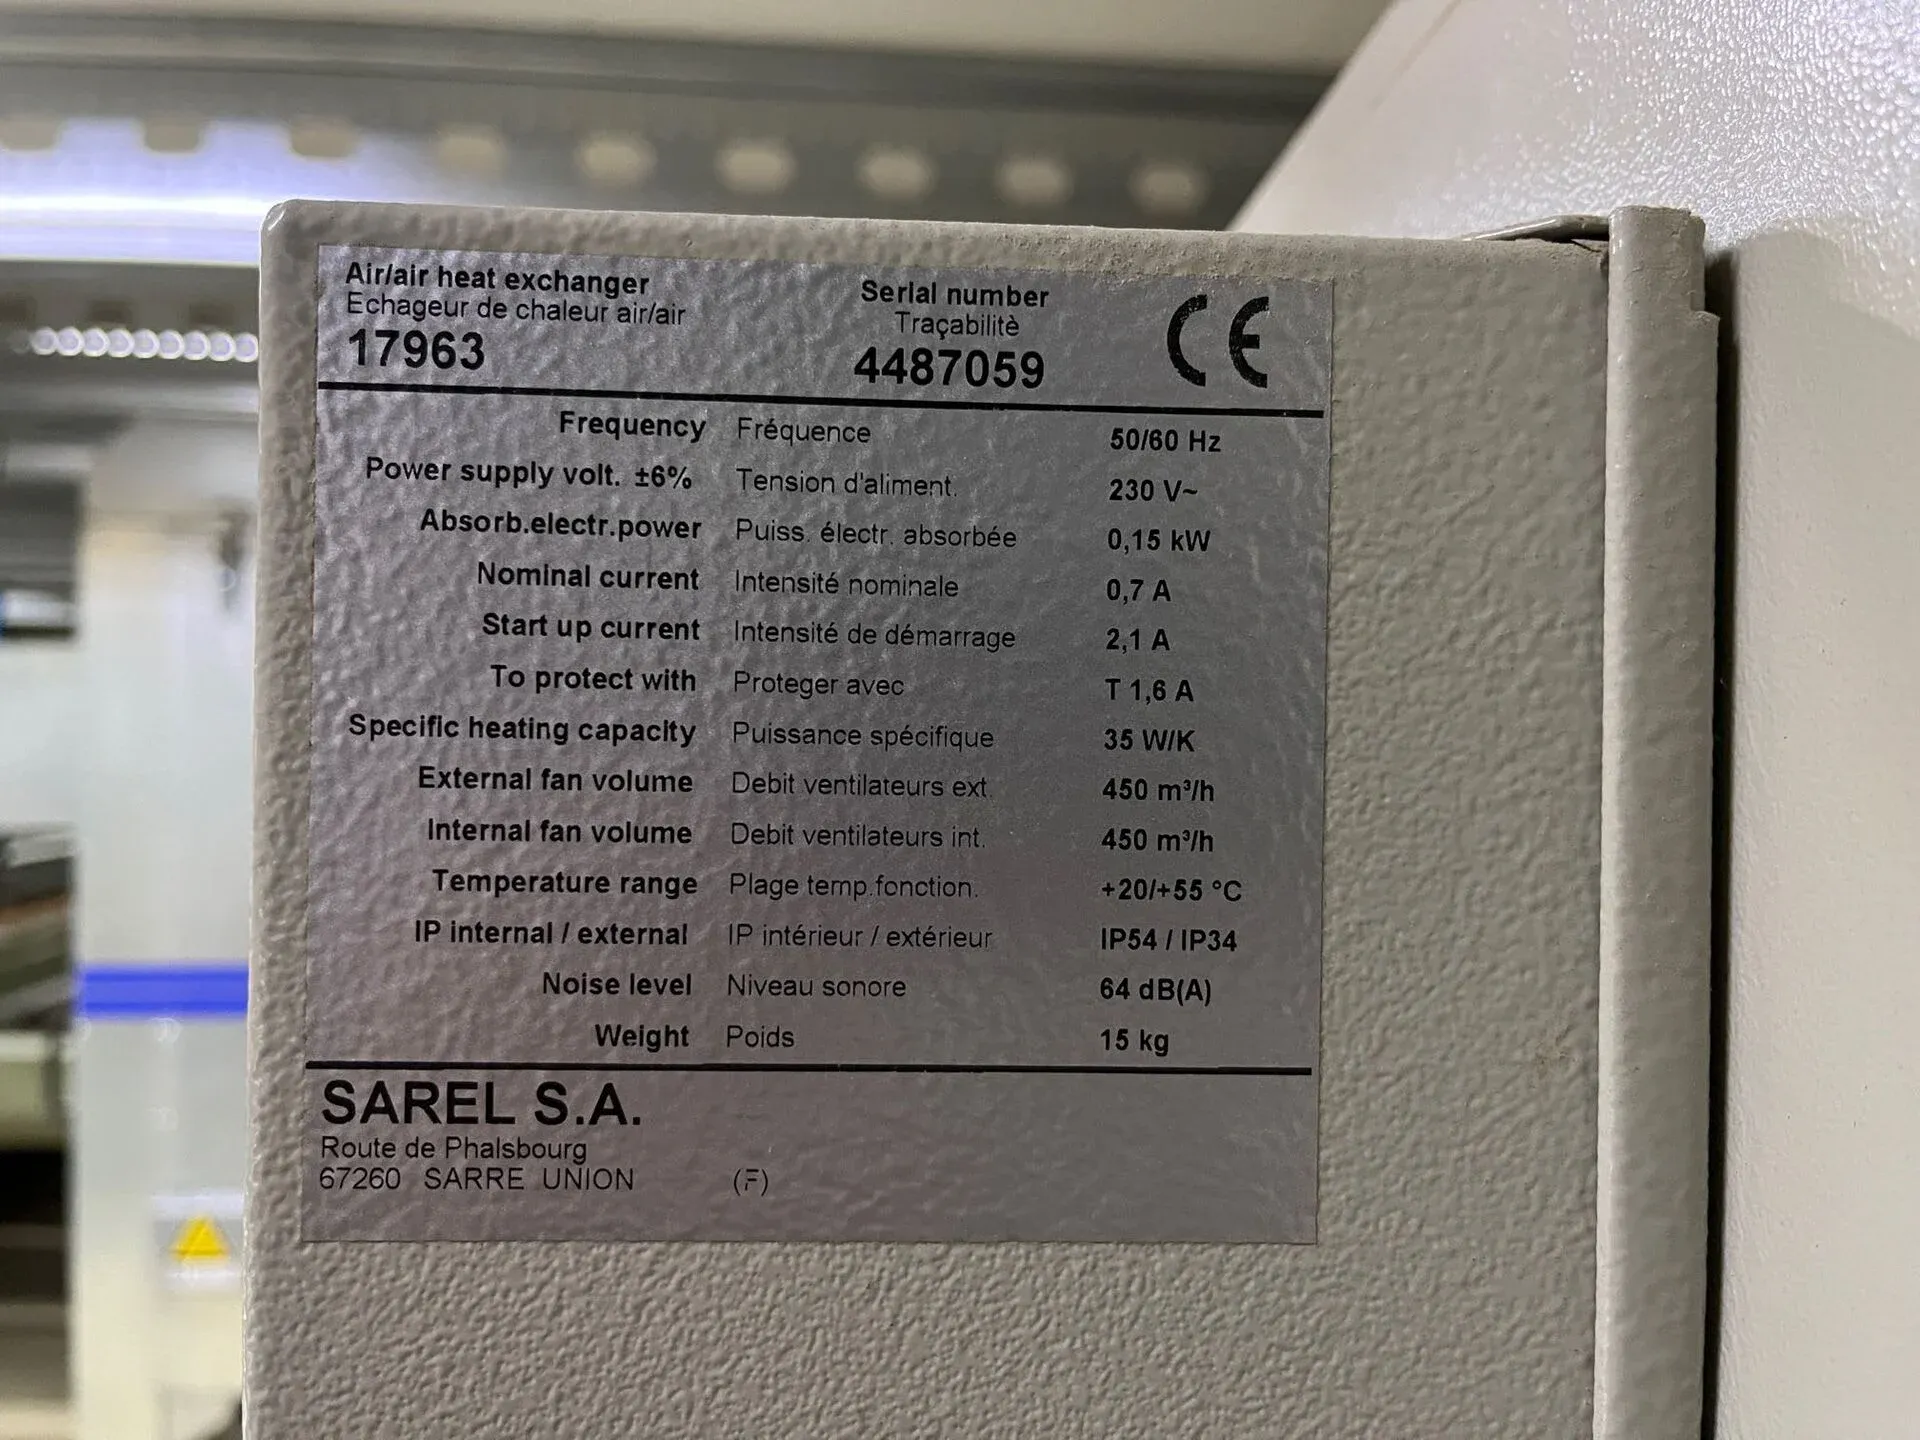 Air/air heat exchanger
Echageur de chaleur air/air
17963
Serial number
Traçabilitè
4487059
CE
Frequency Fréquence 50/60 Hz
Power supply volt. ±6% Tension d'aliment. 230 V~
Absorb.electr.power Puiss. électr. absorbée 0,15 kW
Nominal current Intensité nominale 0,7 A
Start up current Intensité de démarrage 2,1 A
To protect with Proteger avec T 1,6 A
Specific heating capacity Puissance spécifique 35 W/K
External fan volume Debit ventilateurs ext. 450 m³/h
Internal fan volume Debit ventilateurs int. 450 m³/h
Temperature range Plage temp.fonction. +20/+55 °C
IP internal / external IP intérieur / extérieur IP54 / IP34
Noise level Niveau sonore 64 dB(A)
Weight Poids 15 kg
SAREL S.A.
Route de Phalsbourg
67260 SARRE UNION (F)